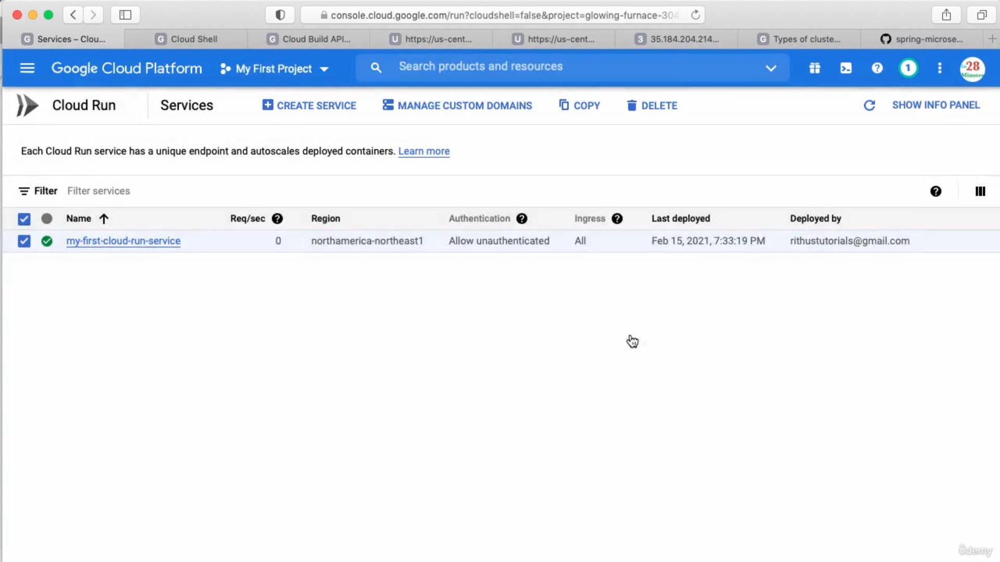 console.cloud.google.com/run?cloudshell=false&project=glowing-furnace-304
G Services – Clou...
G Cloud Shell
G Cloud Build API...
U https://us-cent...
U https://us-cent...
3 35.184.204.214...
G Types of cluste...
spring-microse...
Google Cloud Platform
My First Project
Search products and resources
1
in28
Minutes
Cloud Run
Services
CREATE SERVICE
MANAGE CUSTOM DOMAINS
COPY
DELETE
SHOW INFO PANEL
Each Cloud Run service has a unique endpoint and autoscales deployed containers. Learn more
Filter Filter services
Name Req/sec Region Authentication Ingress Last deployed Deployed by
my-first-cloud-run-service 0 northamerica-northeast1 Allow unauthenticated All Feb 15, 2021, 7:33:19 PM rithustutorials@gmail.com
ûdemy